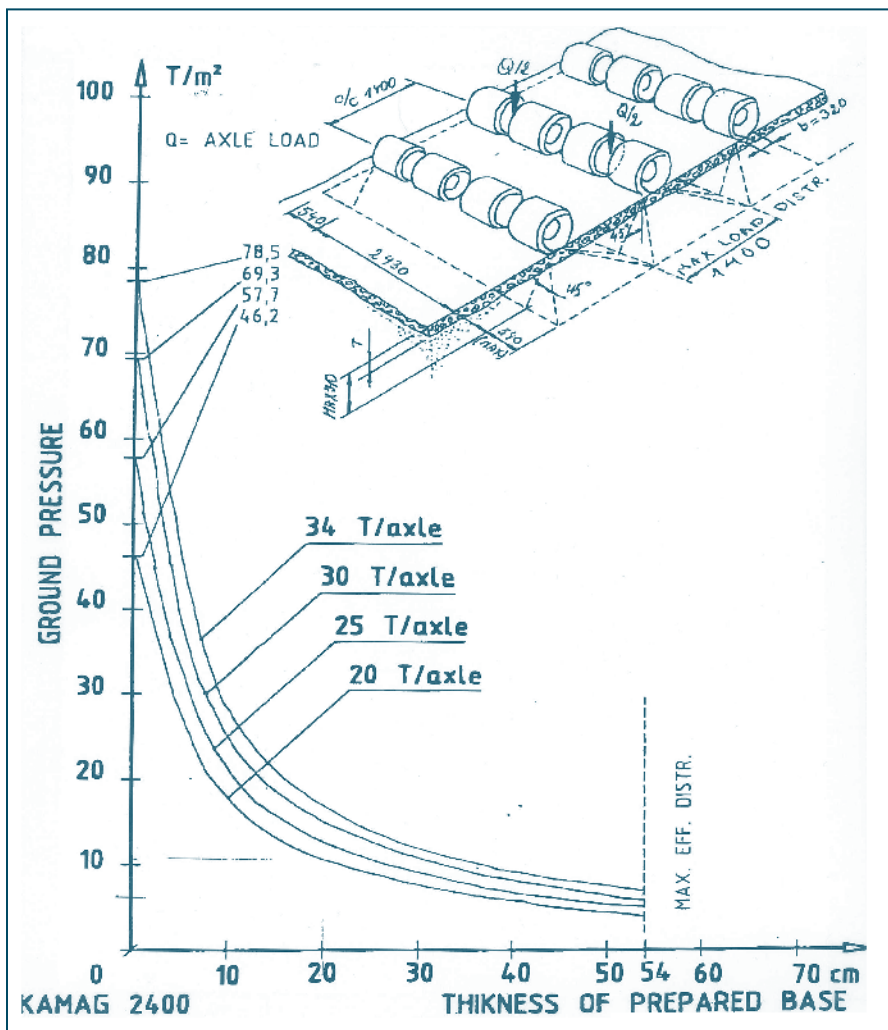 100
T/m²
Q= AXLE LOAD
90
80
78,5
69,3
57,7
46,2
70
60
50
40
30
20
10
0
GROUND PRESSURE
c/c 1400
Q/2
Q/2
b=320
540
2430
45°
45°
MAX LOAD DISTR.
1400
(MAX)
T
34 T/axle
30 T/axle
25 T/axle
20 T/axle
MAX. EFF. DISTR.
10
20
30
40
50
54
60
70 cm
KAMAG 2400
THIKNESS OF PREPARED BASE